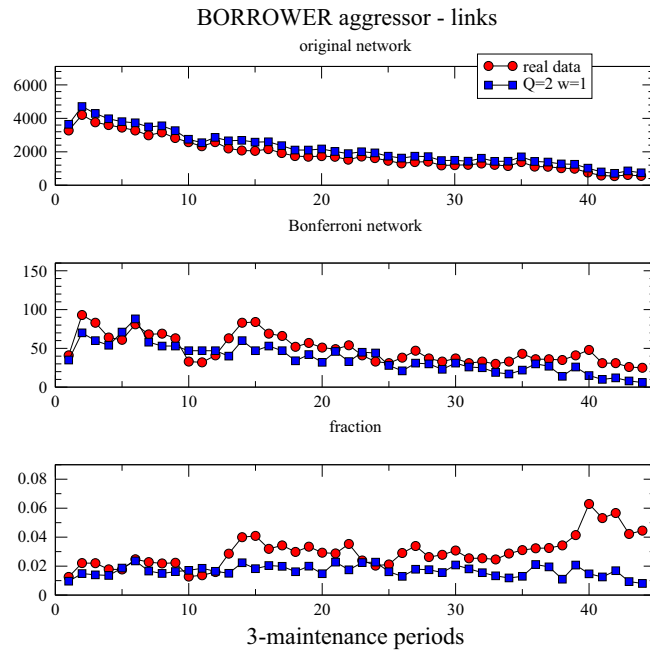 BORROWER aggressor - links
original network
real data
Q=2 w=1
6000
4000
2000
0
0 10 20 30 40
Bonferroni network
150
100
50
0
0 10 20 30 40
fraction
0.08
0.06
0.04
0.02
0
0 10 20 30 40
3-maintenance periods